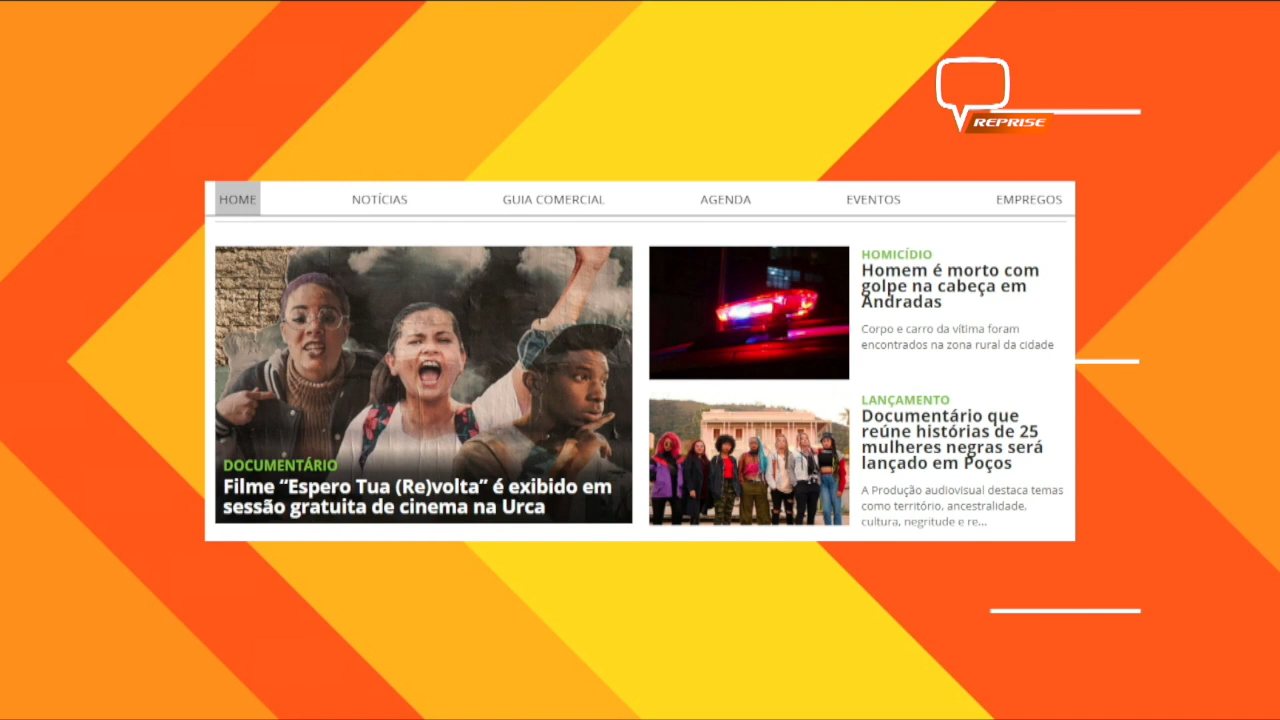 REPRISE
HOME
NOTÍCIAS
GUIA COMERCIAL
AGENDA
EVENTOS
EMPREGOS
DOCUMENTÁRIO
Filme “Espero Tua (Re)volta” é exibido em
sessão gratuita de cinema na Urca
HOMICÍDIO
Homem é morto com
golpe na cabeça em
Andradas
Corpo e carro da vítima foram
encontrados na zona rural da cidade
LANÇAMENTO
Documentário que
reúne histórias de 25
mulheres negras será
lançado em Poços
A Produção audiovisual destaca temas
como território, ancestralidade,
cultura, negritude e re...